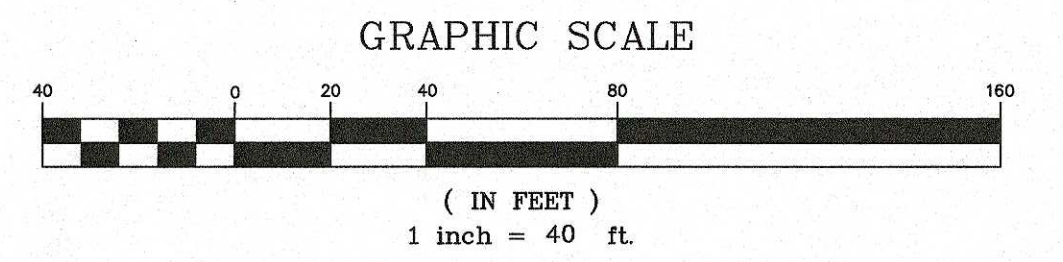 GRAPHIC SCALE
40 0 20 40 80 160
( IN FEET )
1 inch = 40 ft.